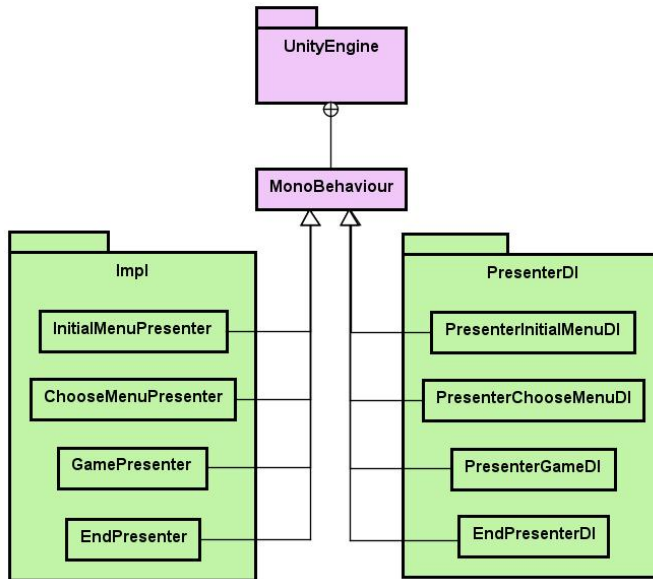 UnityEngine
MonoBehaviour
Impl
InitialMenuPresenter
ChooseMenuPresenter
GamePresenter
EndPresenter
PresenterDI
PresenterInitialMenuDI
PresenterChooseMenuDI
PresenterGameDI
EndPresenterDI